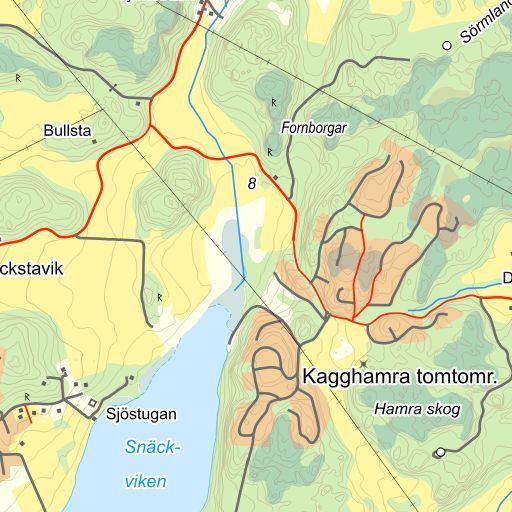 Sörmland
Bullsta
Fornborgar
R
R
R
R
R
8
ckstavik
D
Kagghamra tomtomr.
Hamra skog
Sjöstugan
Snäck-
viken